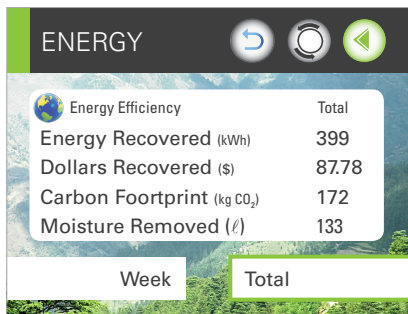 ENERGY
Energy Efficiency Total
Energy Recovered (kWh) 399
Dollars Recovered ($) 87.78
Carbon Foortprint (kg CO₂) 172
Moisture Removed (ℓ) 133
Week Total